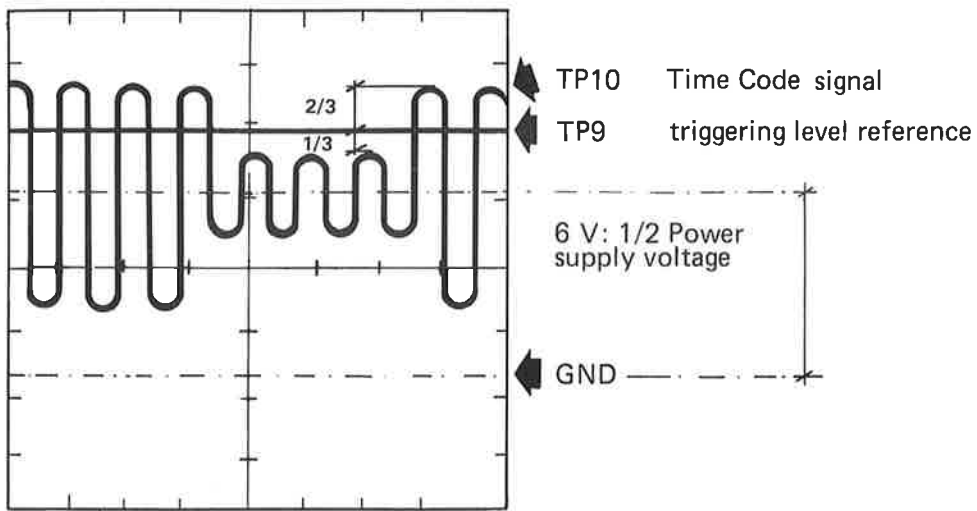 TP10 Time Code signal
2/3
TP9 triggering level reference
1/3
6 V: 1/2 Power
supply voltage
GND